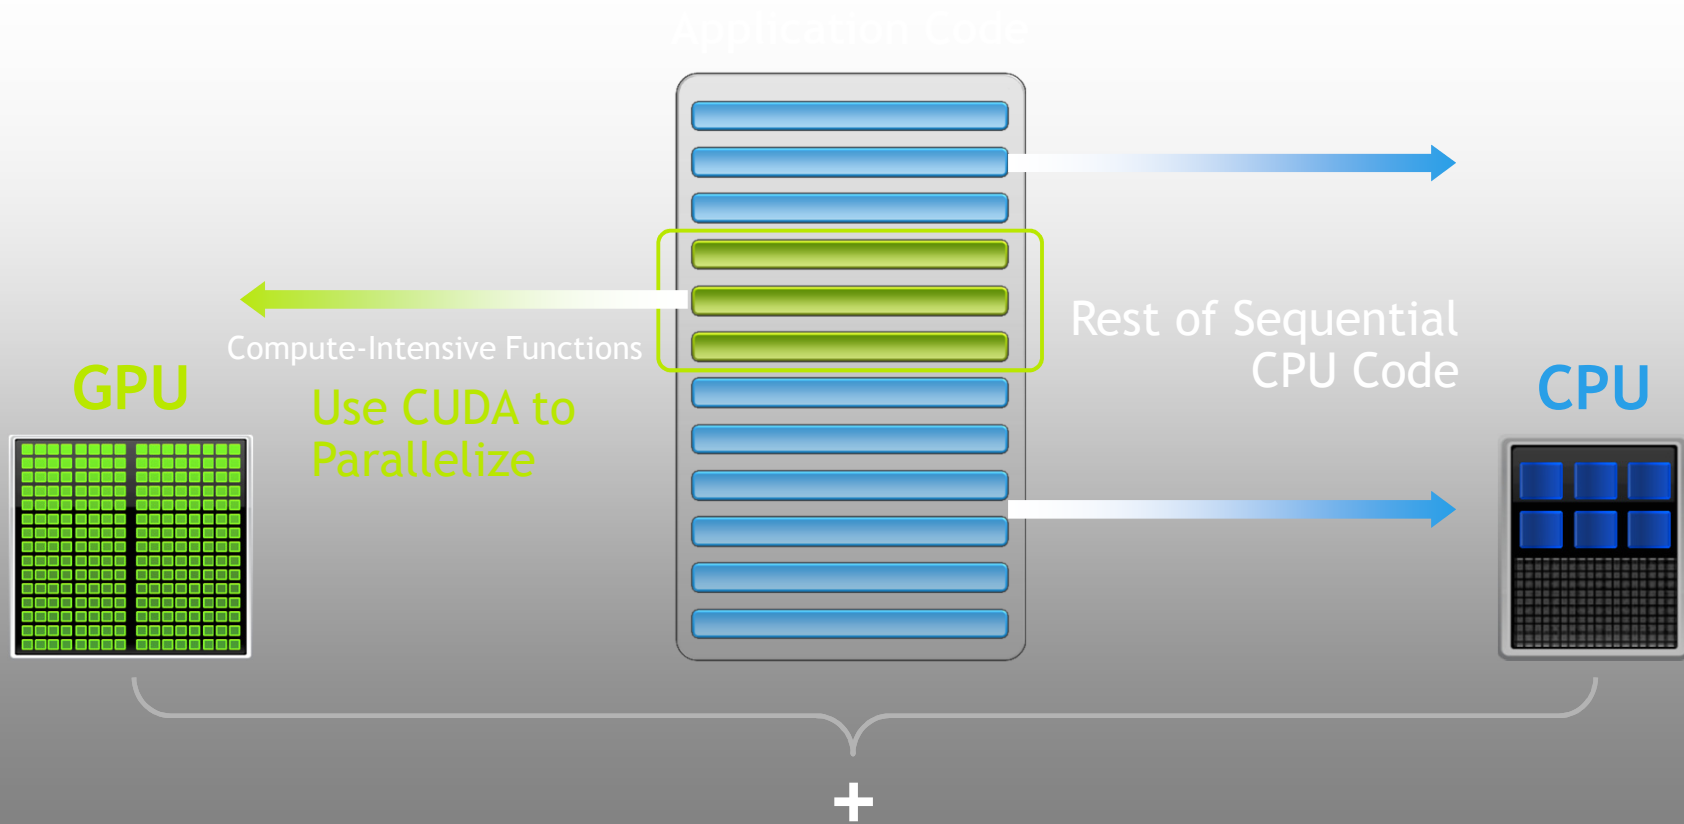 Application Code
Compute-Intensive Functions
GPU
Use CUDA to
Parallelize
Rest of Sequential
CPU Code
CPU
+